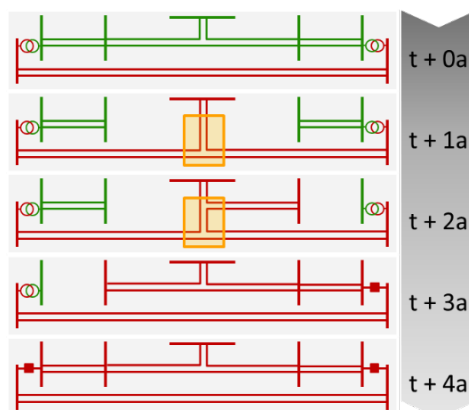 t + 0a
t + 1a
t + 2a
t + 3a
t + 4a